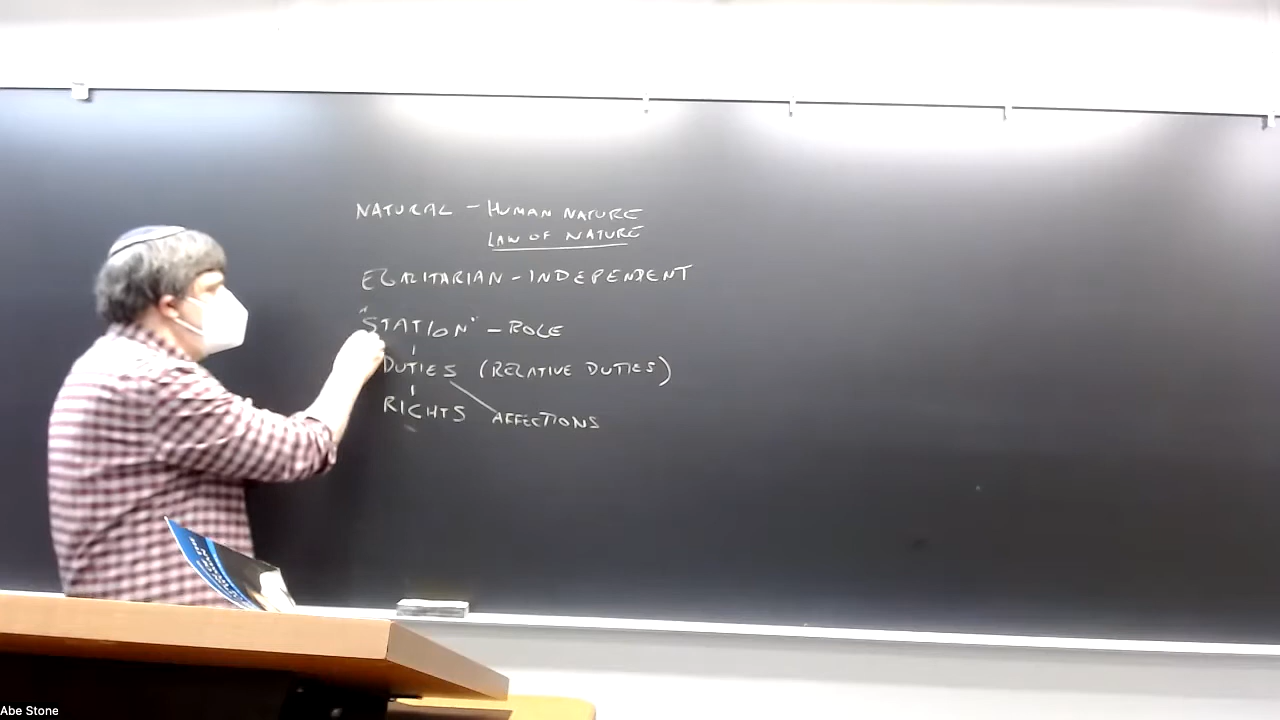 NATURAL - HUMAN NATURE
LAW OF NATURE
EGALITARIAN - INDEPENDENT
"STATION" - ROLE
DUTIES (RELATIVE DUTIES)
RIGHTS AFFECTIONS
Abe Stone